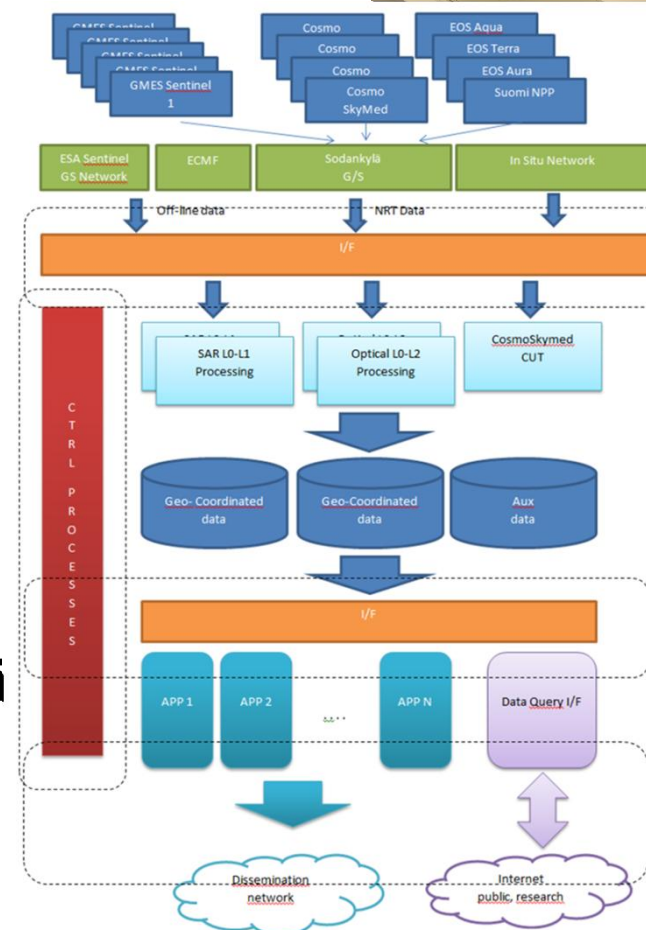 GMES Sentinel
GMES Sentinel
GMES Sentinel
GMES Sentinel
GMES Sentinel
1
Cosmo
Cosmo
Cosmo
Cosmo
SkyMed
EOS Aqua
EOS Terra
EOS Aura
Suomi NPP
ESA Sentinel
GS Network
ECMF
Sodankylä
G/S
In Situ Network
Off-line data
NRT Data
I/F
SAR L0-L1
Processing
Optical L0-L2
Processing
CosmoSkymed
CUT
CTRL PROCESSES
Geo- Coordinated
data
Geo-Coordinated
data
Aux
data
I/F
APP 1
APP 2
....
APP N
Data Query I/F
Dissemination
network
Internet
public, research